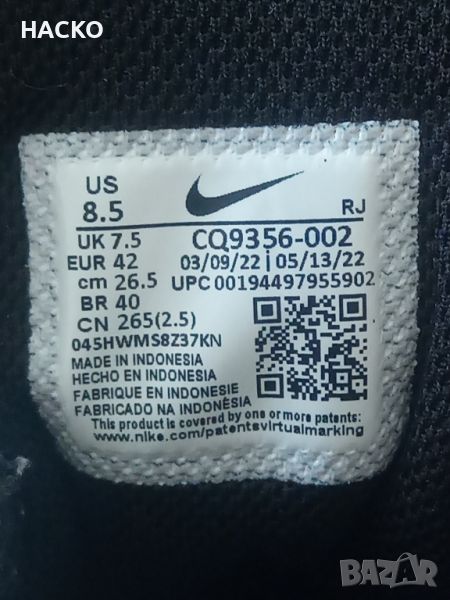 HACKO
US
8.5
RJ
UK 7.5
CQ9356-002
EUR 42
03/09/22 | 05/13/22
cm 26.5
UPC 00194497955902
BR 40
CN 265(2.5)
045HWMS8Z37KN
MADE IN INDONESIA
HECHO EN INDONESIA
FABRIQUE EN INDONESIE
FABRICADO NA INDONÉSIA
This product is covered by one or more patents:
www.nike.com/patentsvirtualmarking
BAZAR